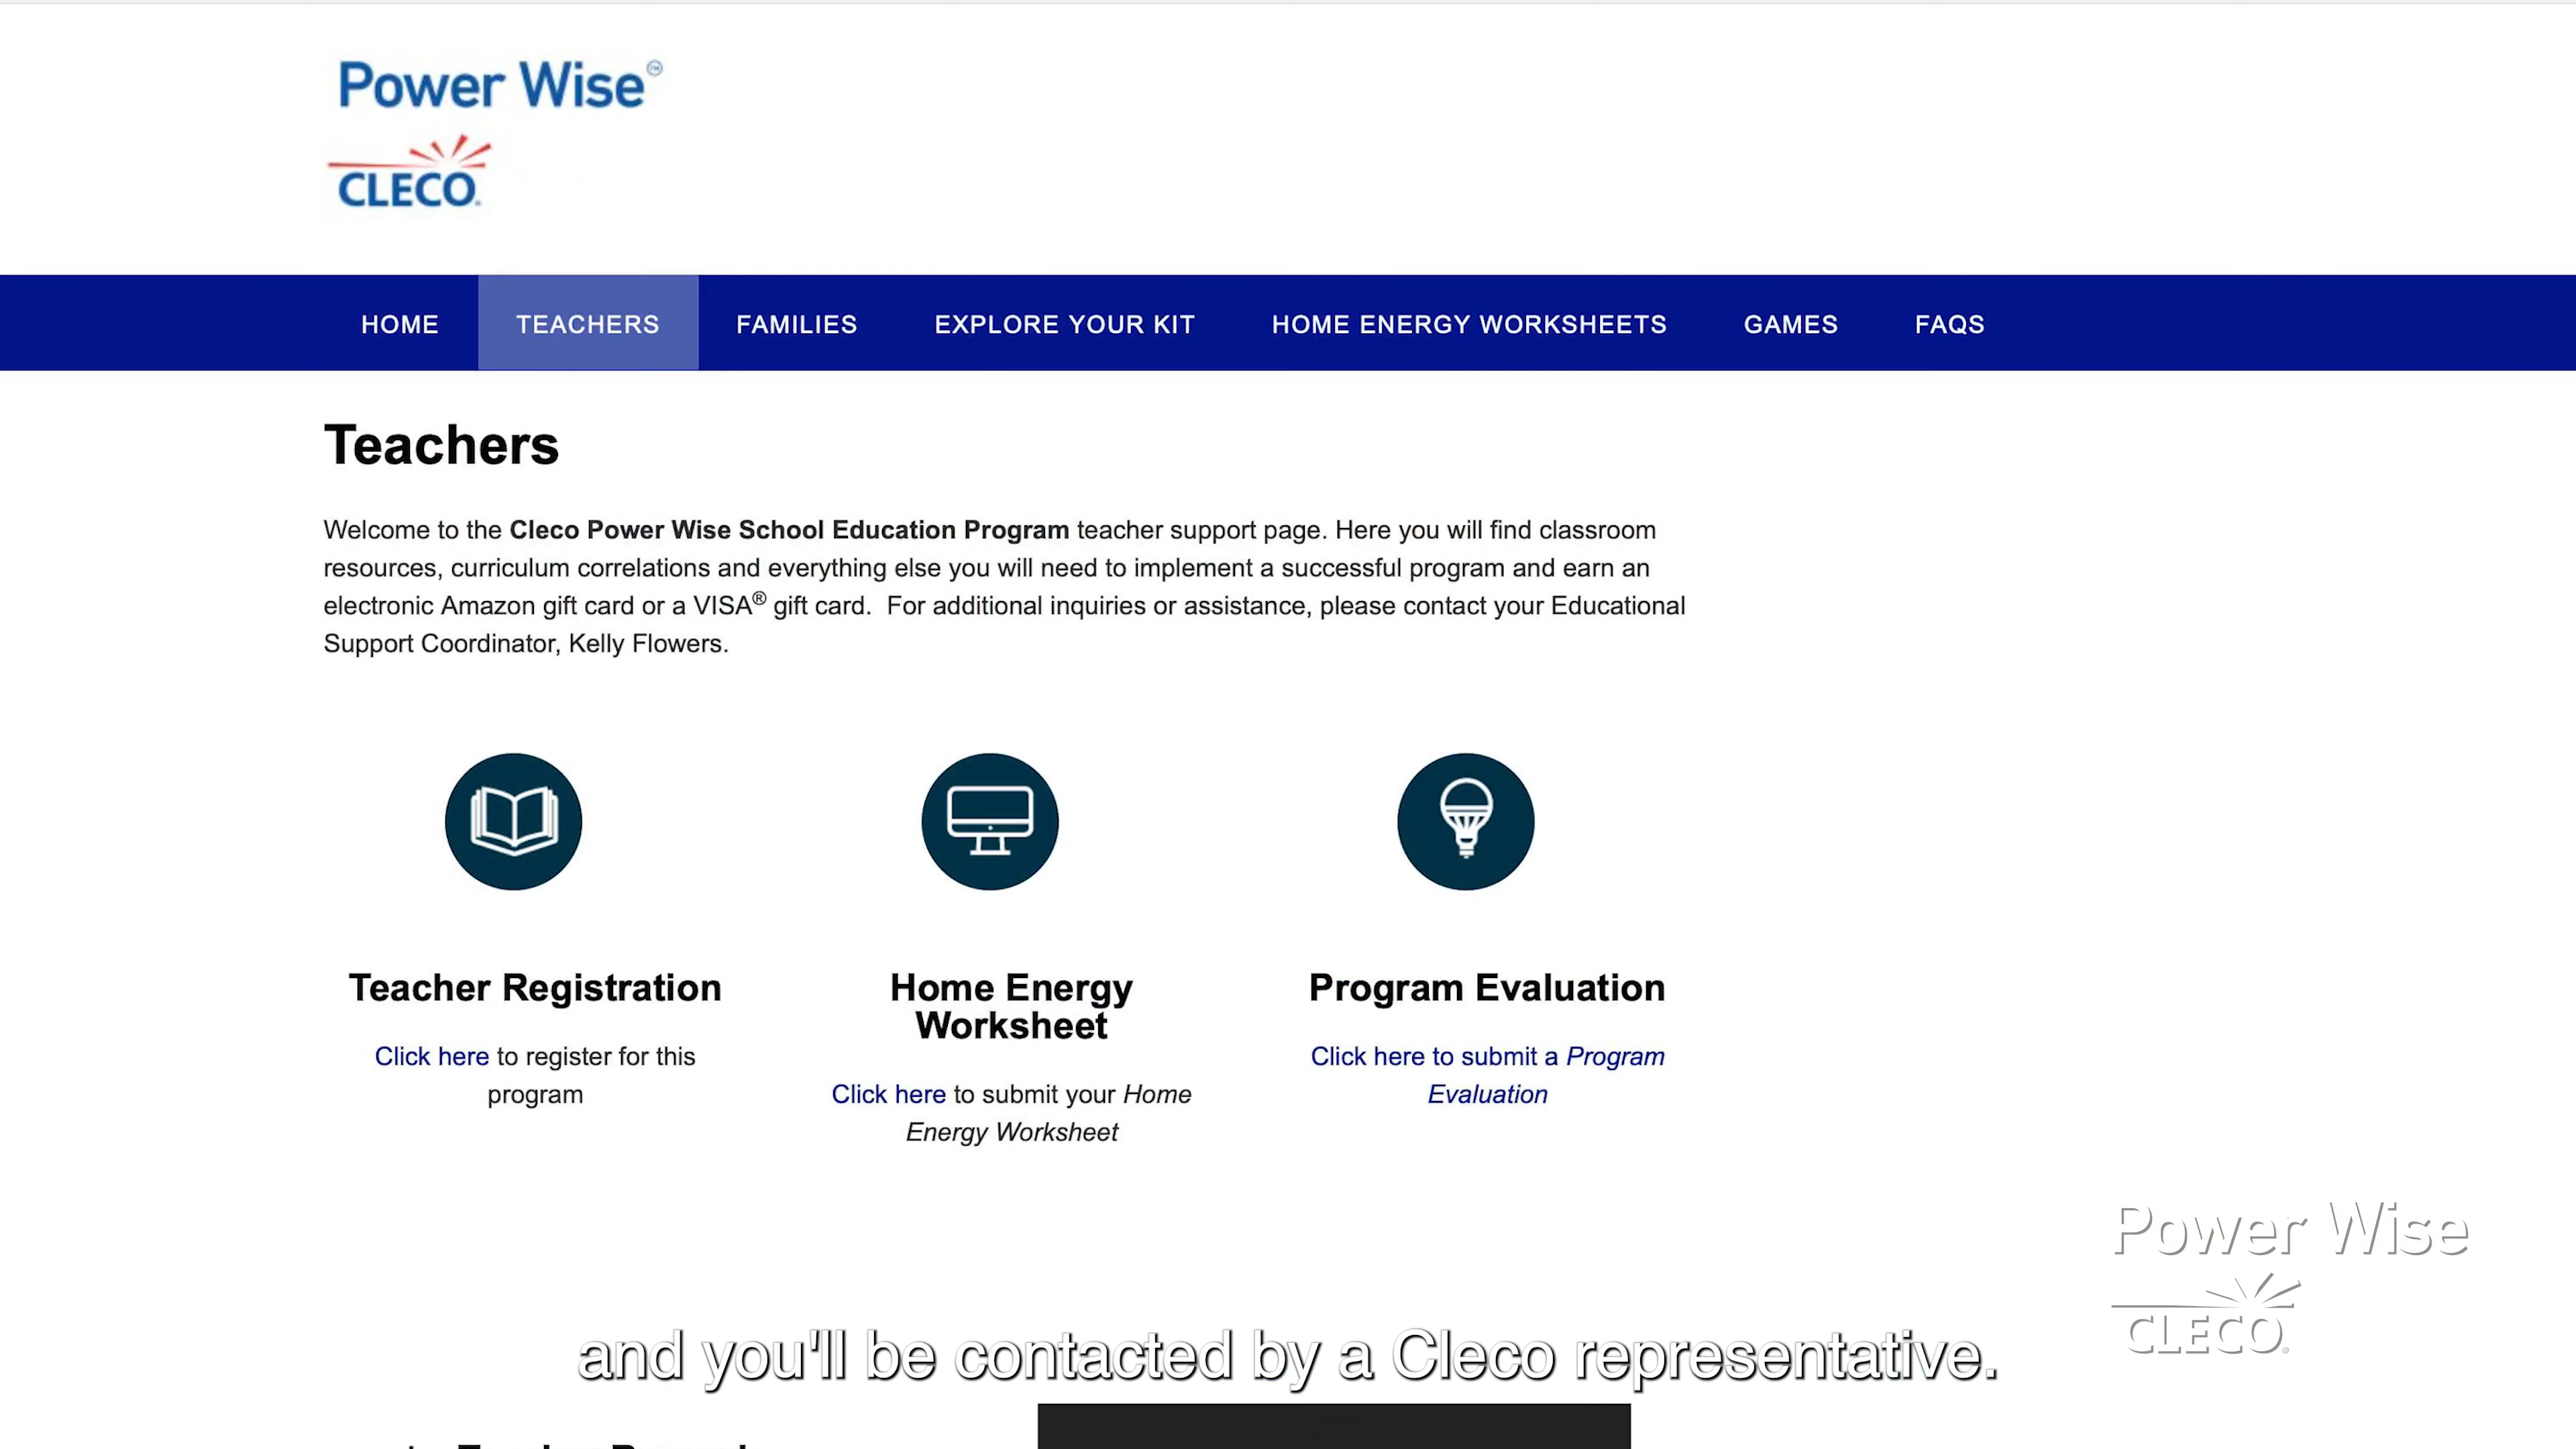 Power Wise™
CLECO
HOME TEACHERS FAMILIES EXPLORE YOUR KIT HOME ENERGY WORKSHEETS GAMES FAQS
Teachers
Welcome to the Cleco Power Wise School Education Program teacher support page. Here you will find classroom
resources, curriculum correlations and everything else you will need to implement a successful program and earn an
electronic Amazon gift card or a VISA® gift card. For additional inquiries or assistance, please contact your Educational
Support Coordinator, Kelly Flowers.
Teacher Registration
Click here to register for this
program
Home Energy
Worksheet
Click here to submit your Home
Energy Worksheet
Program Evaluation
Click here to submit a Program
Evaluation
Power Wise
CLECO®
and you'll be contacted by a Cleco representative.